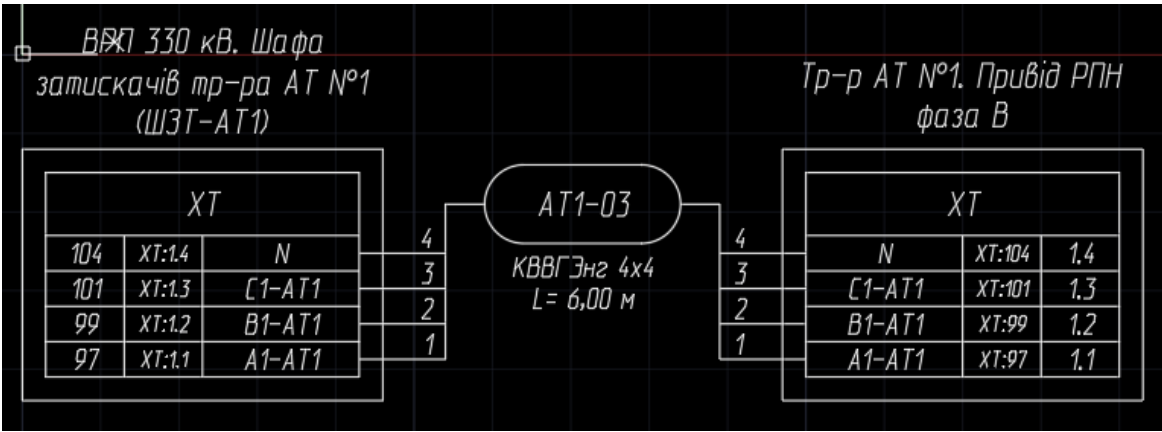 ВРП 330 кВ. Шафа
затискачів тр-ра АТ №1
(ШЗТ-АТ1)
ХТ
104 ХТ:1.4 N
101 ХТ:1.3 С1-АТ1
99 ХТ:1.2 В1-АТ1
97 ХТ:1.1 А1-АТ1
4
3
2
1
АТ1-03
КВВГЭнг 4х4
L= 6,00 м
4
3
2
1
Тр-р АТ №1. Привід РПН
фаза В
ХТ
N ХТ:104 1.4
С1-АТ1 ХТ:101 1.3
В1-АТ1 ХТ:99 1.2
А1-АТ1 ХТ:97 1.1